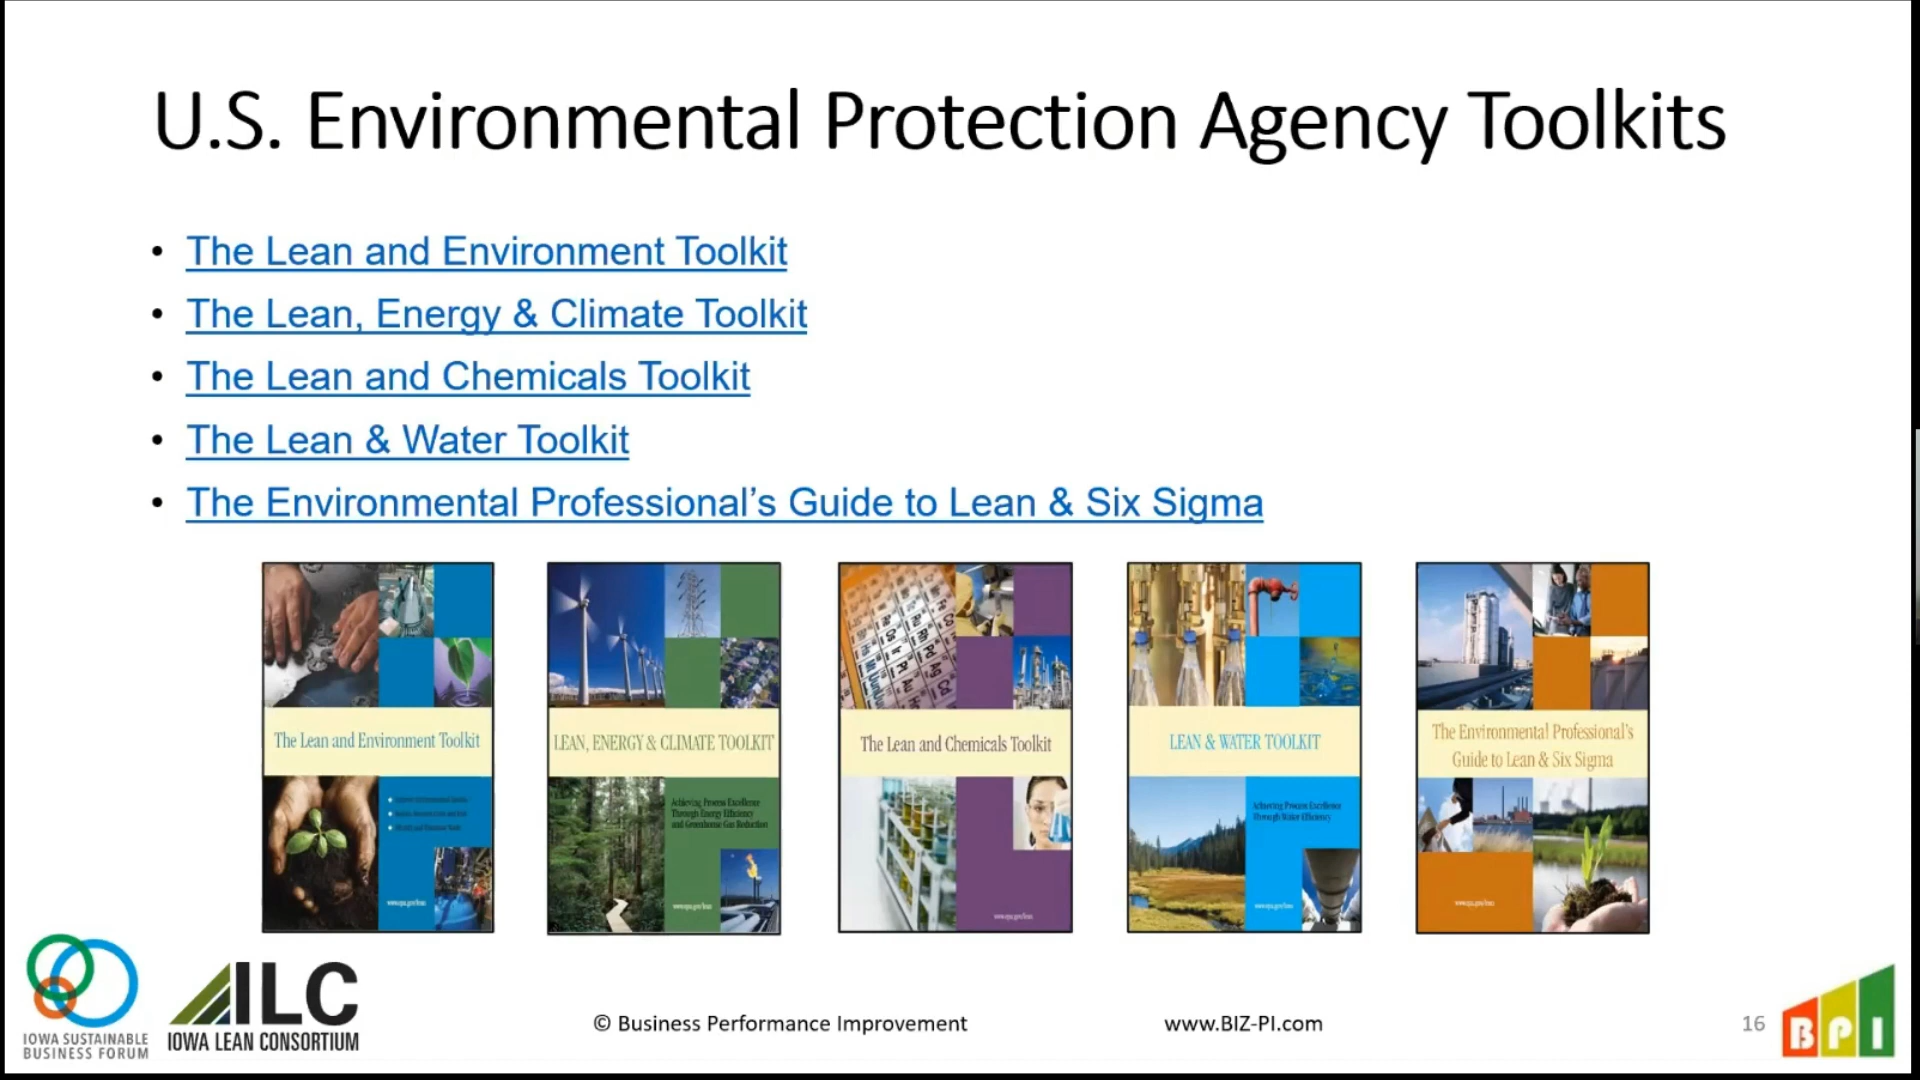 U.S. Environmental Protection Agency Toolkits
• The Lean and Environment Toolkit
• The Lean, Energy & Climate Toolkit
• The Lean and Chemicals Toolkit
• The Lean & Water Toolkit
• The Environmental Professional’s Guide to Lean & Six Sigma
The Lean and Environment Toolkit
www.epa.gov/lean
LEAN, ENERGY & CLIMATE TOOLKIT
Achieving Process Excellence
Through Energy Efficiency
and Greenhouse Gas Reduction
www.epa.gov/lean
The Lean and Chemicals Toolkit
www.epa.gov/lean
LEAN & WATER TOOLKIT
Achieving Process Excellence
Through Water Efficiency
www.epa.gov/lean
The Environmental Professional's
Guide to Lean & Six Sigma
www.epa.gov/lean
IOWA SUSTAINABLE
BUSINESS FORUM
ILC
IOWA LEAN CONSORTIUM
© Business Performance Improvement
www.BIZ-PI.com
16
BPI